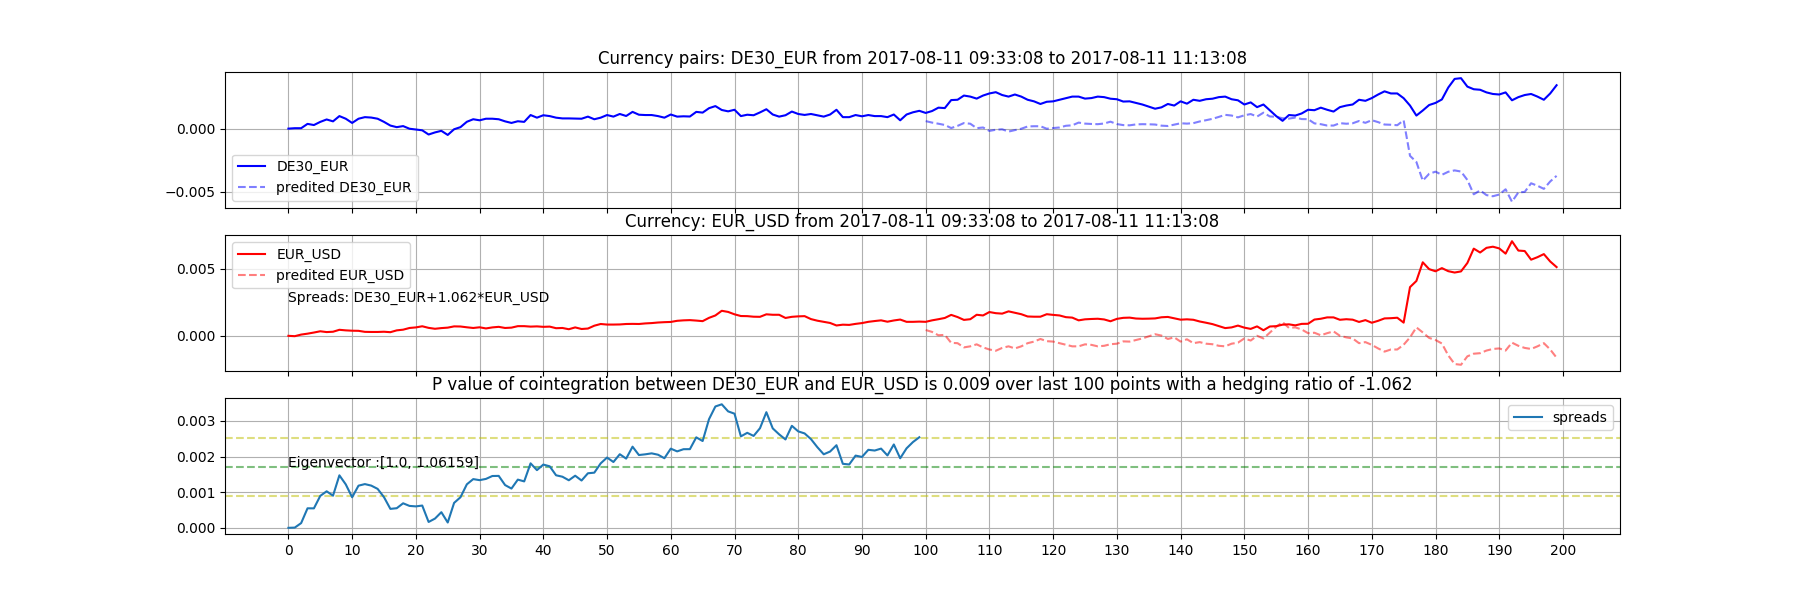 Currency pairs: DE30_EUR from 2017-08-11 09:33:08 to 2017-08-11 11:13:08
0.000
−0.005
DE30_EUR
predited DE30_EUR
Currency: EUR_USD from 2017-08-11 09:33:08 to 2017-08-11 11:13:08
0.005
0.000
EUR_USD
predited EUR_USD
Spreads: DE30_EUR+1.062*EUR_USD
P value of cointegration between DE30_EUR and EUR_USD is 0.009 over last 100 points with a hedging ratio of -1.062
0.003
0.002
0.001
0.000
spreads
Eigenvector :[1.0, 1.06159]
0 10 20 30 40 50 60 70 80 90 100 110 120 130 140 150 160 170 180 190 200